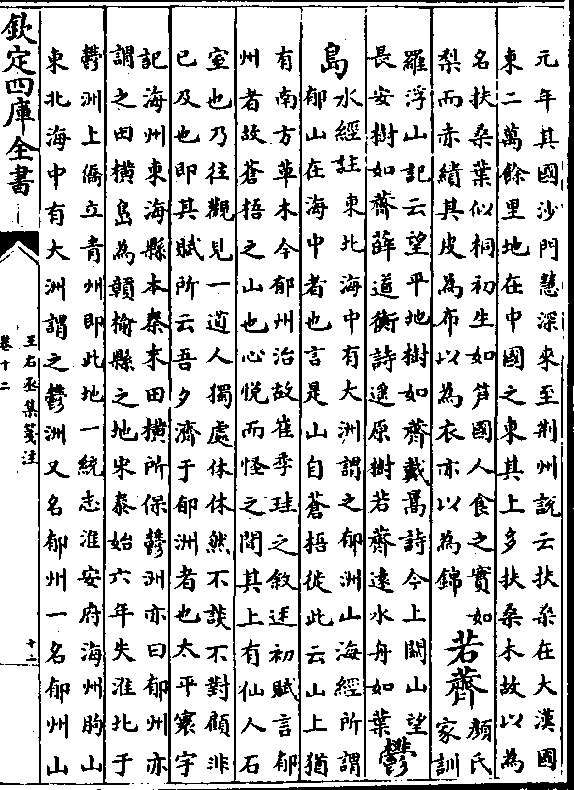 元年其國沙門慧深來至荆州説云扶桒在大漢國
東二萬餘里地在中國之東其上多扶桑木故以為
名扶桑葉似桐初生如笋國人食之實如
梨而赤績其皮為布以為衣亦以為錦
若薺
顔氏
家訓
羅浮山記云望平地樹如薺戴暠詩今上關山望
長安樹如薺薛道衡詩遥原樹若薺逺水舟如葉
鬱
島
水經註東北海中有大洲謂之郁洲山海經所謂
郁山在海中者也言是山自蒼梧徙此云山上猶
有南方草木今郁州治故崔季珪之敘述初賦言郁
州者故蒼梧之山也心悦而怪之聞其上有仙人石
室也乃往觀見一道人獨處休休然不談不對顧非
已及也即其賦所云吾夕濟于郁洲者也太平寰宇
記海州東海縣本秦末田横所保鬱洲亦曰郁州亦
謂之田横島為贛榆縣之地宋泰始六年失淮北于
鬱洲上僑立青州即此地一統志淮安府海州朐山
東北海中有大洲謂之鬱洲又名郁州一名郁州山
欽定四庫全書
王右丞集箋注
卷十二
十二